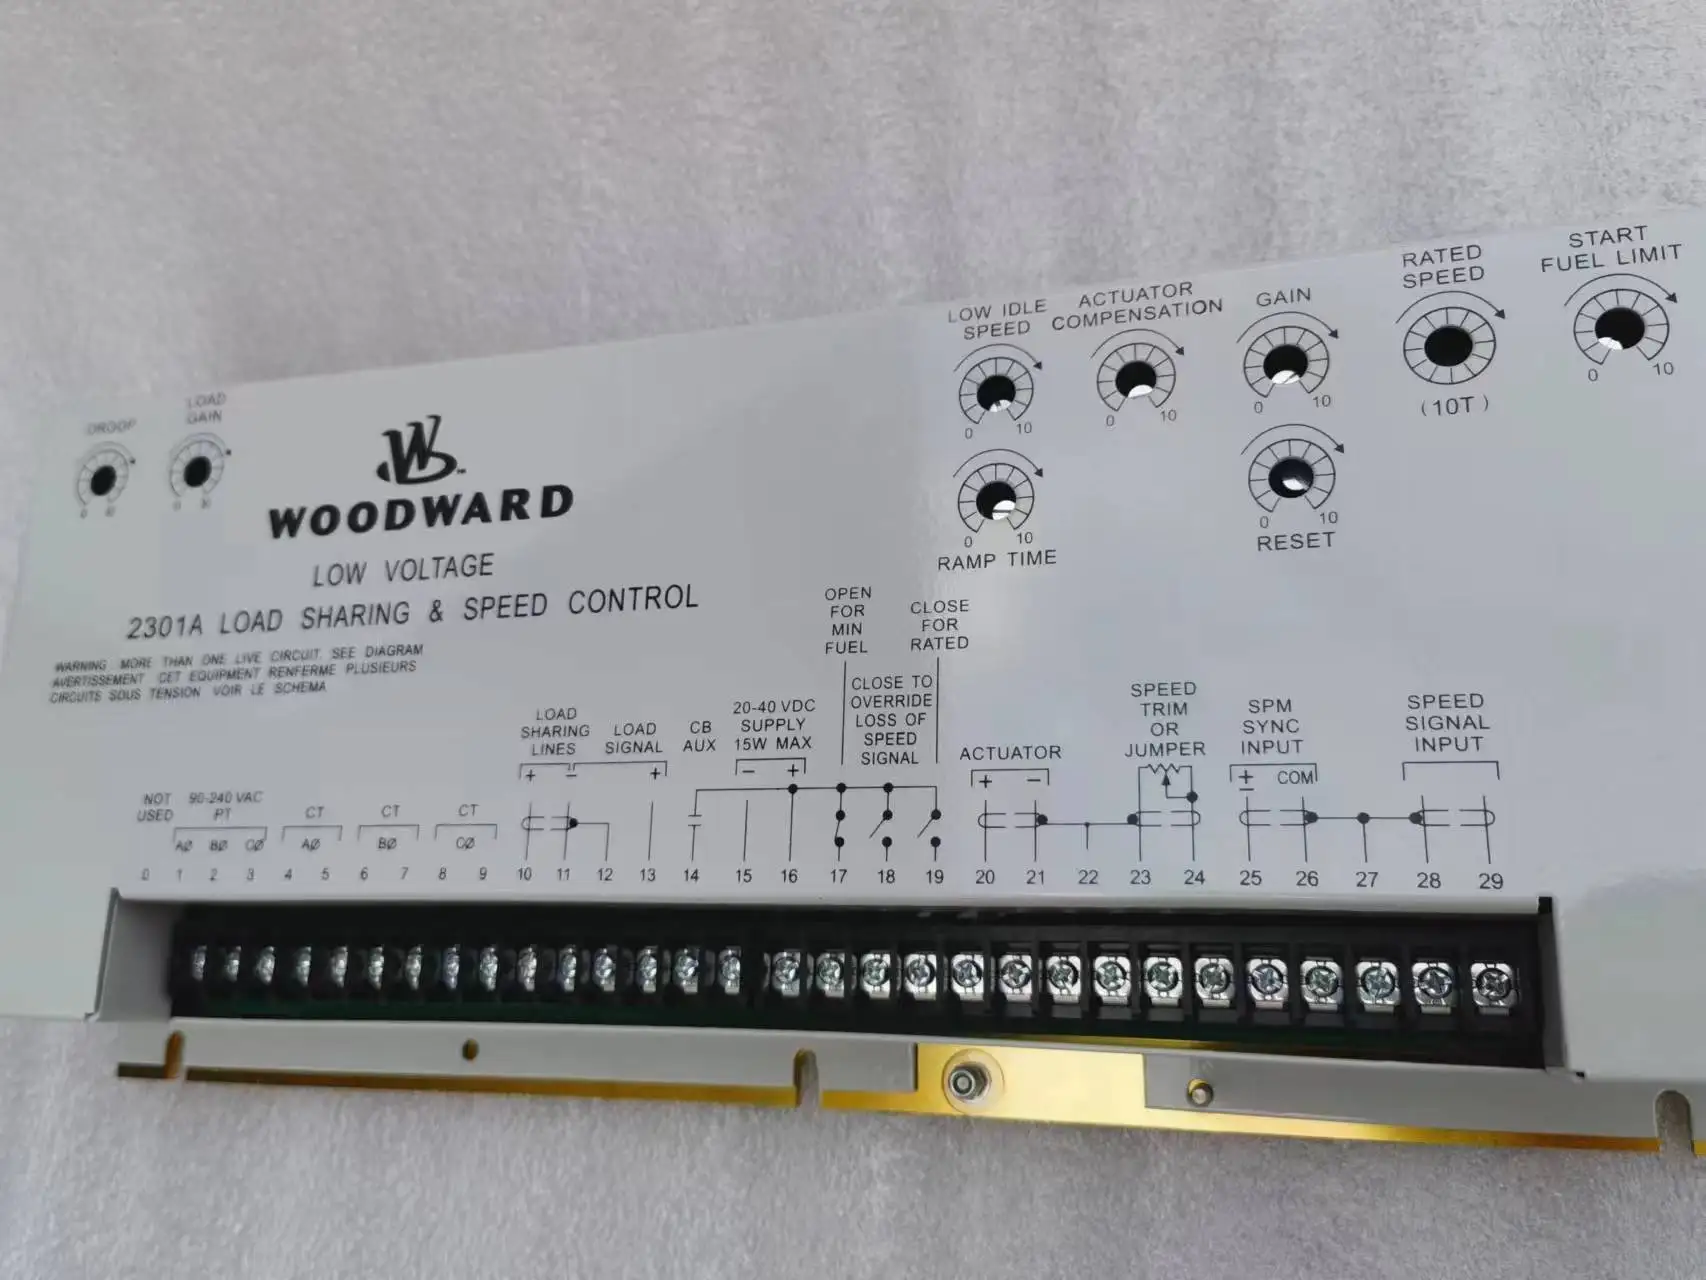 DROOP
0 10
LOAD
GAIN
0 10
WOODWARD
LOW VOLTAGE
2301A LOAD SHARING & SPEED CONTROL
WARNING MORE THAN ONE LIVE CIRCUIT. SEE DIAGRAM
AVERTISSEMENT CET EQUIPMENT RENFERME PLUSIEURS
CIRCUITS SOUS TENSION VOIR LE SCHEMA
LOW IDLE
SPEED
0 10
ACTUATOR
COMPENSATION
0 10
GAIN
0 10
RATED
SPEED
(10T)
START
FUEL LIMIT
0 10
0 10
RAMP TIME
0 10
RESET
NOT
USED
90-240 VAC
PT
AØ BØ CØ
CT
AØ
CT
BØ
CT
CØ
LOAD
SHARING
LINES
+ –
LOAD
SIGNAL
+
CB
AUX
20-40 VDC
SUPPLY
15W MAX
– +
OPEN
FOR
MIN
FUEL
CLOSE TO
OVERRIDE
LOSS OF
SPEED
SIGNAL
CLOSE
FOR
RATED
ACTUATOR
+ –
SPEED
TRIM
OR
JUMPER
SPM
SYNC
INPUT
± COM
SPEED
SIGNAL
INPUT
0 1 2 3 4 5 6 7 8 9 10 11 12 13 14 15 16 17 18 19 20 21 22 23 24 25 26 27 28 29